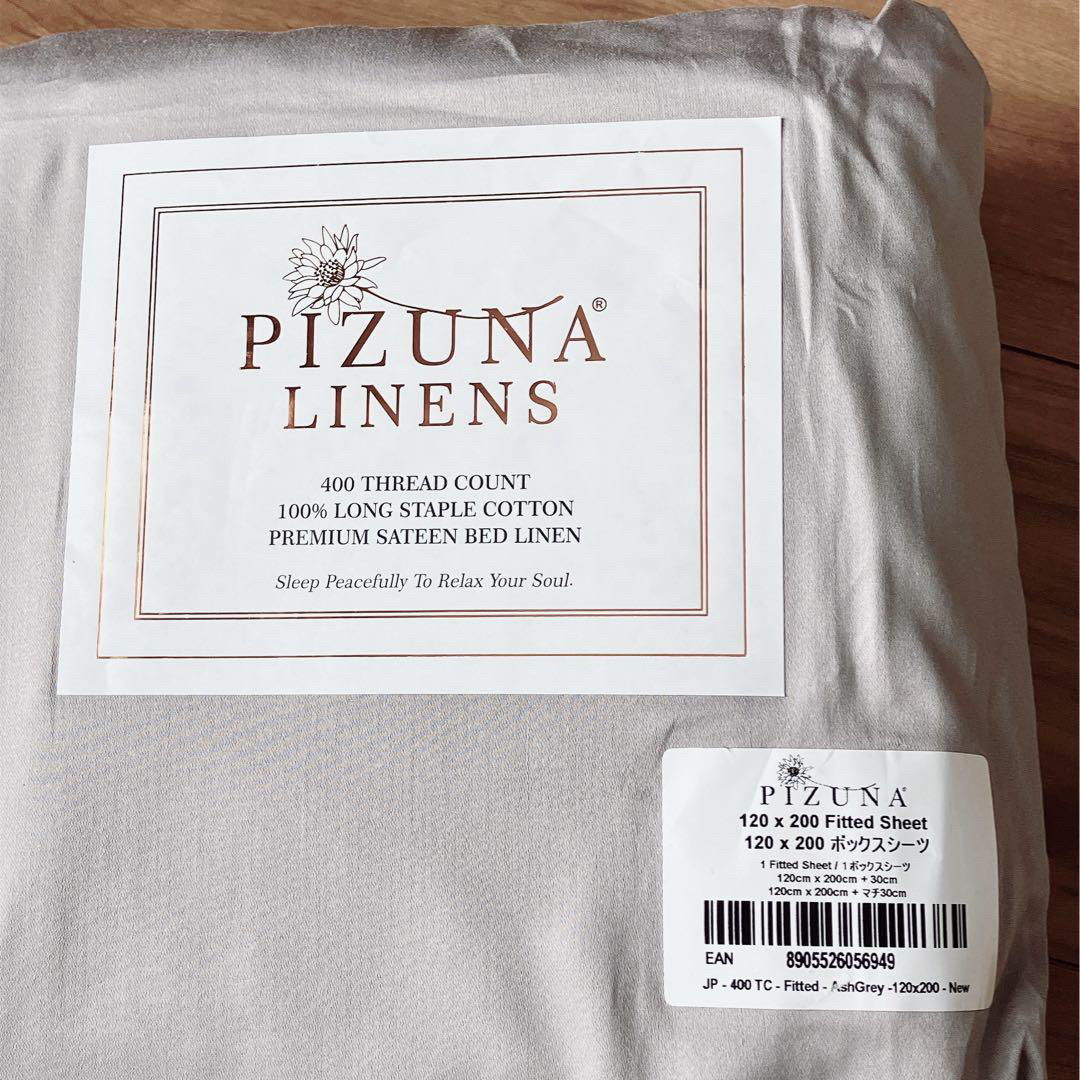 PIZUNA®
LINENS
400 THREAD COUNT
100% LONG STAPLE COTTON
PREMIUM SATEEN BED LINEN
Sleep Peacefully To Relax Your Soul.
PIZUNA®
120 x 200 Fitted Sheet
120 x 200 ボックスシーツ
1 Fitted Sheet / 1ボックスシーツ
120cm x 200cm + 30cm
120cm x 200cm + マチ30cm
EAN 8905526056949
JP - 400 TC - Fitted - AshGrey -120x200 - New